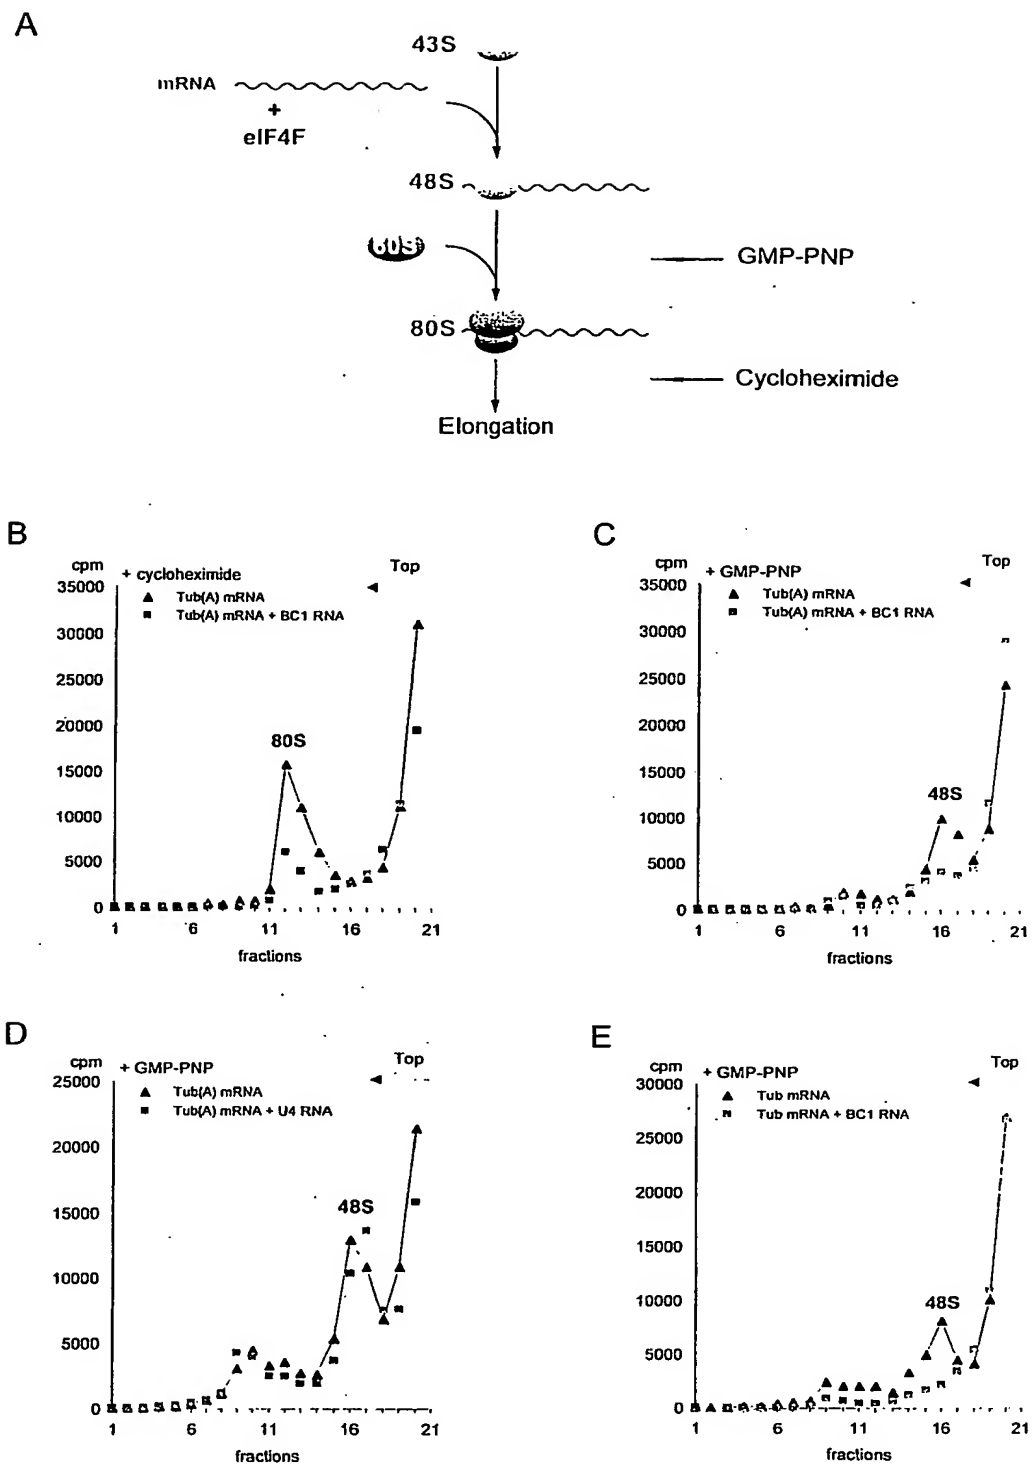 A
43S
mRNA
+
eIF4F
48S
60S
GMP-PNP
80S
Cycloheximide
Elongation
B
cpm
+ cycloheximide
Top
35000
Tub(A) mRNA
Tub(A) mRNA + BC1 RNA
30000
25000
20000
80S
15000
10000
5000
0
1 6 11 16 21
fractions
C
cpm
+ GMP-PNP
Top
35000
Tub(A) mRNA
Tub(A) mRNA + BC1 RNA
30000
25000
20000
15000
48S
10000
5000
0
1 6 11 16 21
fractions
D
cpm
+ GMP-PNP
Top
25000
Tub(A) mRNA
Tub(A) mRNA + U4 RNA
20000
48S
15000
10000
5000
0
1 6 11 16 21
fractions
E
cpm
+ GMP-PNP
Top
30000
Tub mRNA
Tub mRNA + BC1 RNA
25000
20000
15000
48S
10000
5000
0
1 6 11 16 21
fractions